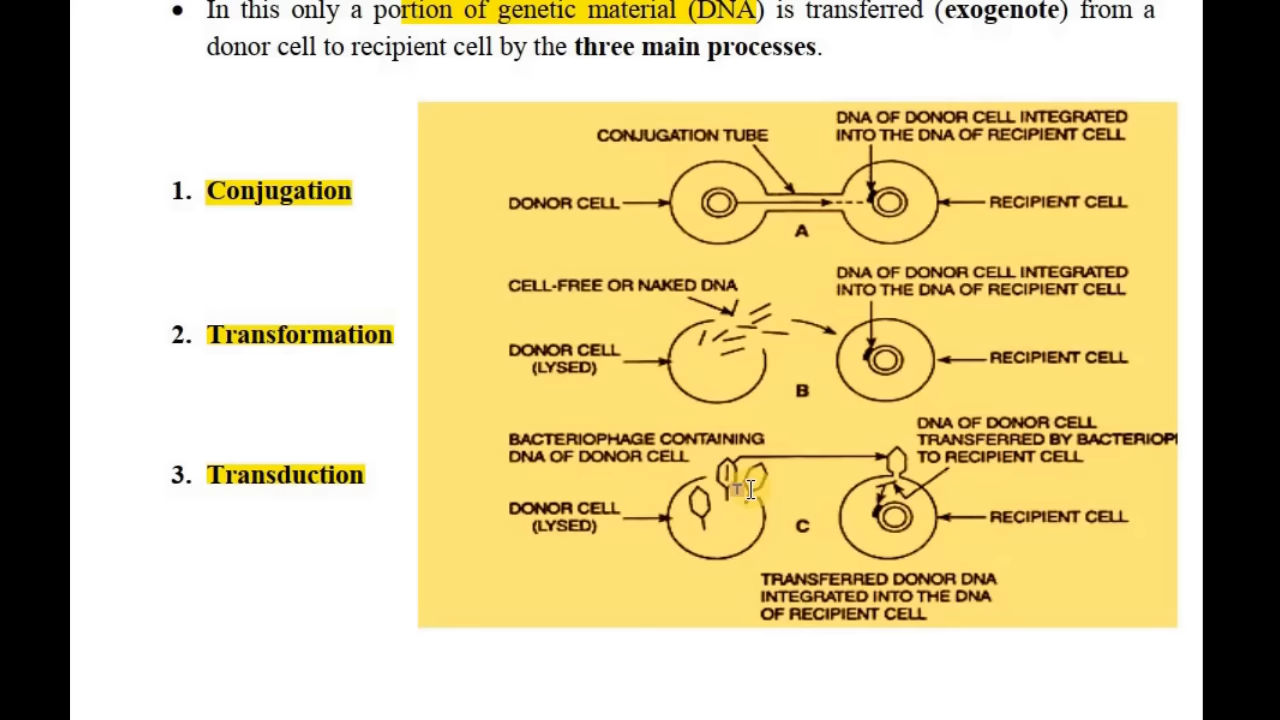 • In this only a portion of genetic material (DNA) is transferred (exogenote) from a
donor cell to recipient cell by the three main processes.
1. Conjugation
CONJUGATION TUBE
DNA OF DONOR CELL INTEGRATED
INTO THE DNA OF RECIPIENT CELL
DONOR CELL
RECIPIENT CELL
A
2. Transformation
CELL-FREE OR NAKED DNA
DNA OF DONOR CELL INTEGRATED
INTO THE DNA OF RECIPIENT CELL
DONOR CELL
(LYSED)
RECIPIENT CELL
B
3. Transduction
BACTERIOPHAGE CONTAINING
DNA OF DONOR CELL
DNA OF DONOR CELL
TRANSFERRED BY BACTERIOP
TO RECIPIENT CELL
DONOR CELL
(LYSED)
RECIPIENT CELL
C
TRANSFERRED DONOR DNA
INTEGRATED INTO THE DNA
OF RECIPIENT CELL